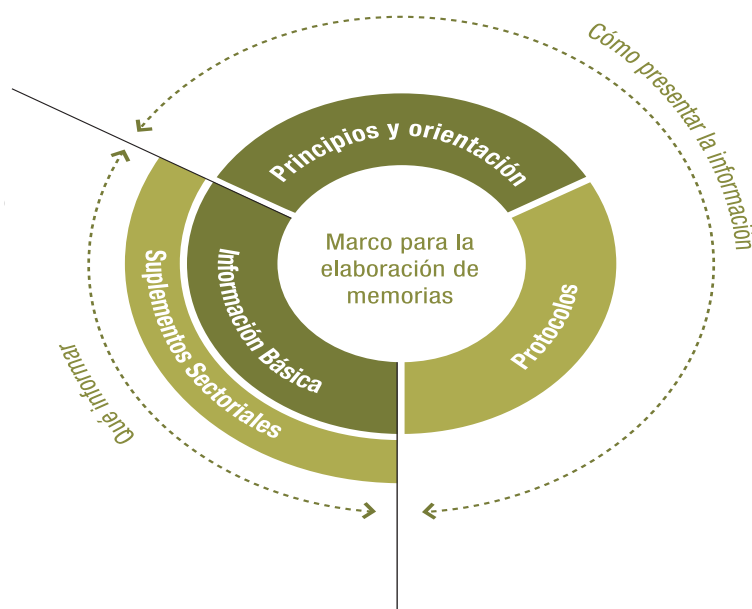 Cómo presentar la información
Principios y orientación
Marco para la
elaboración de
memorias
Información Básica
Protocolos
Suplementos Sectoriales
Qué informar